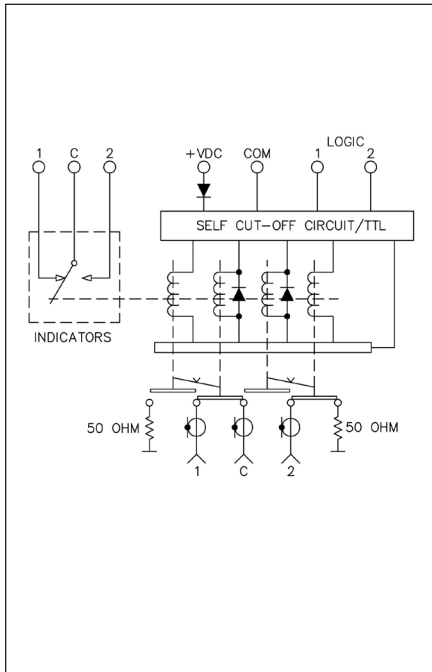 LOGIC
1 C 2 +VDC COM 1 2
SELF CUT-OFF CIRCUIT/TTL
INDICATORS
50 OHM 50 OHM
1 C 2